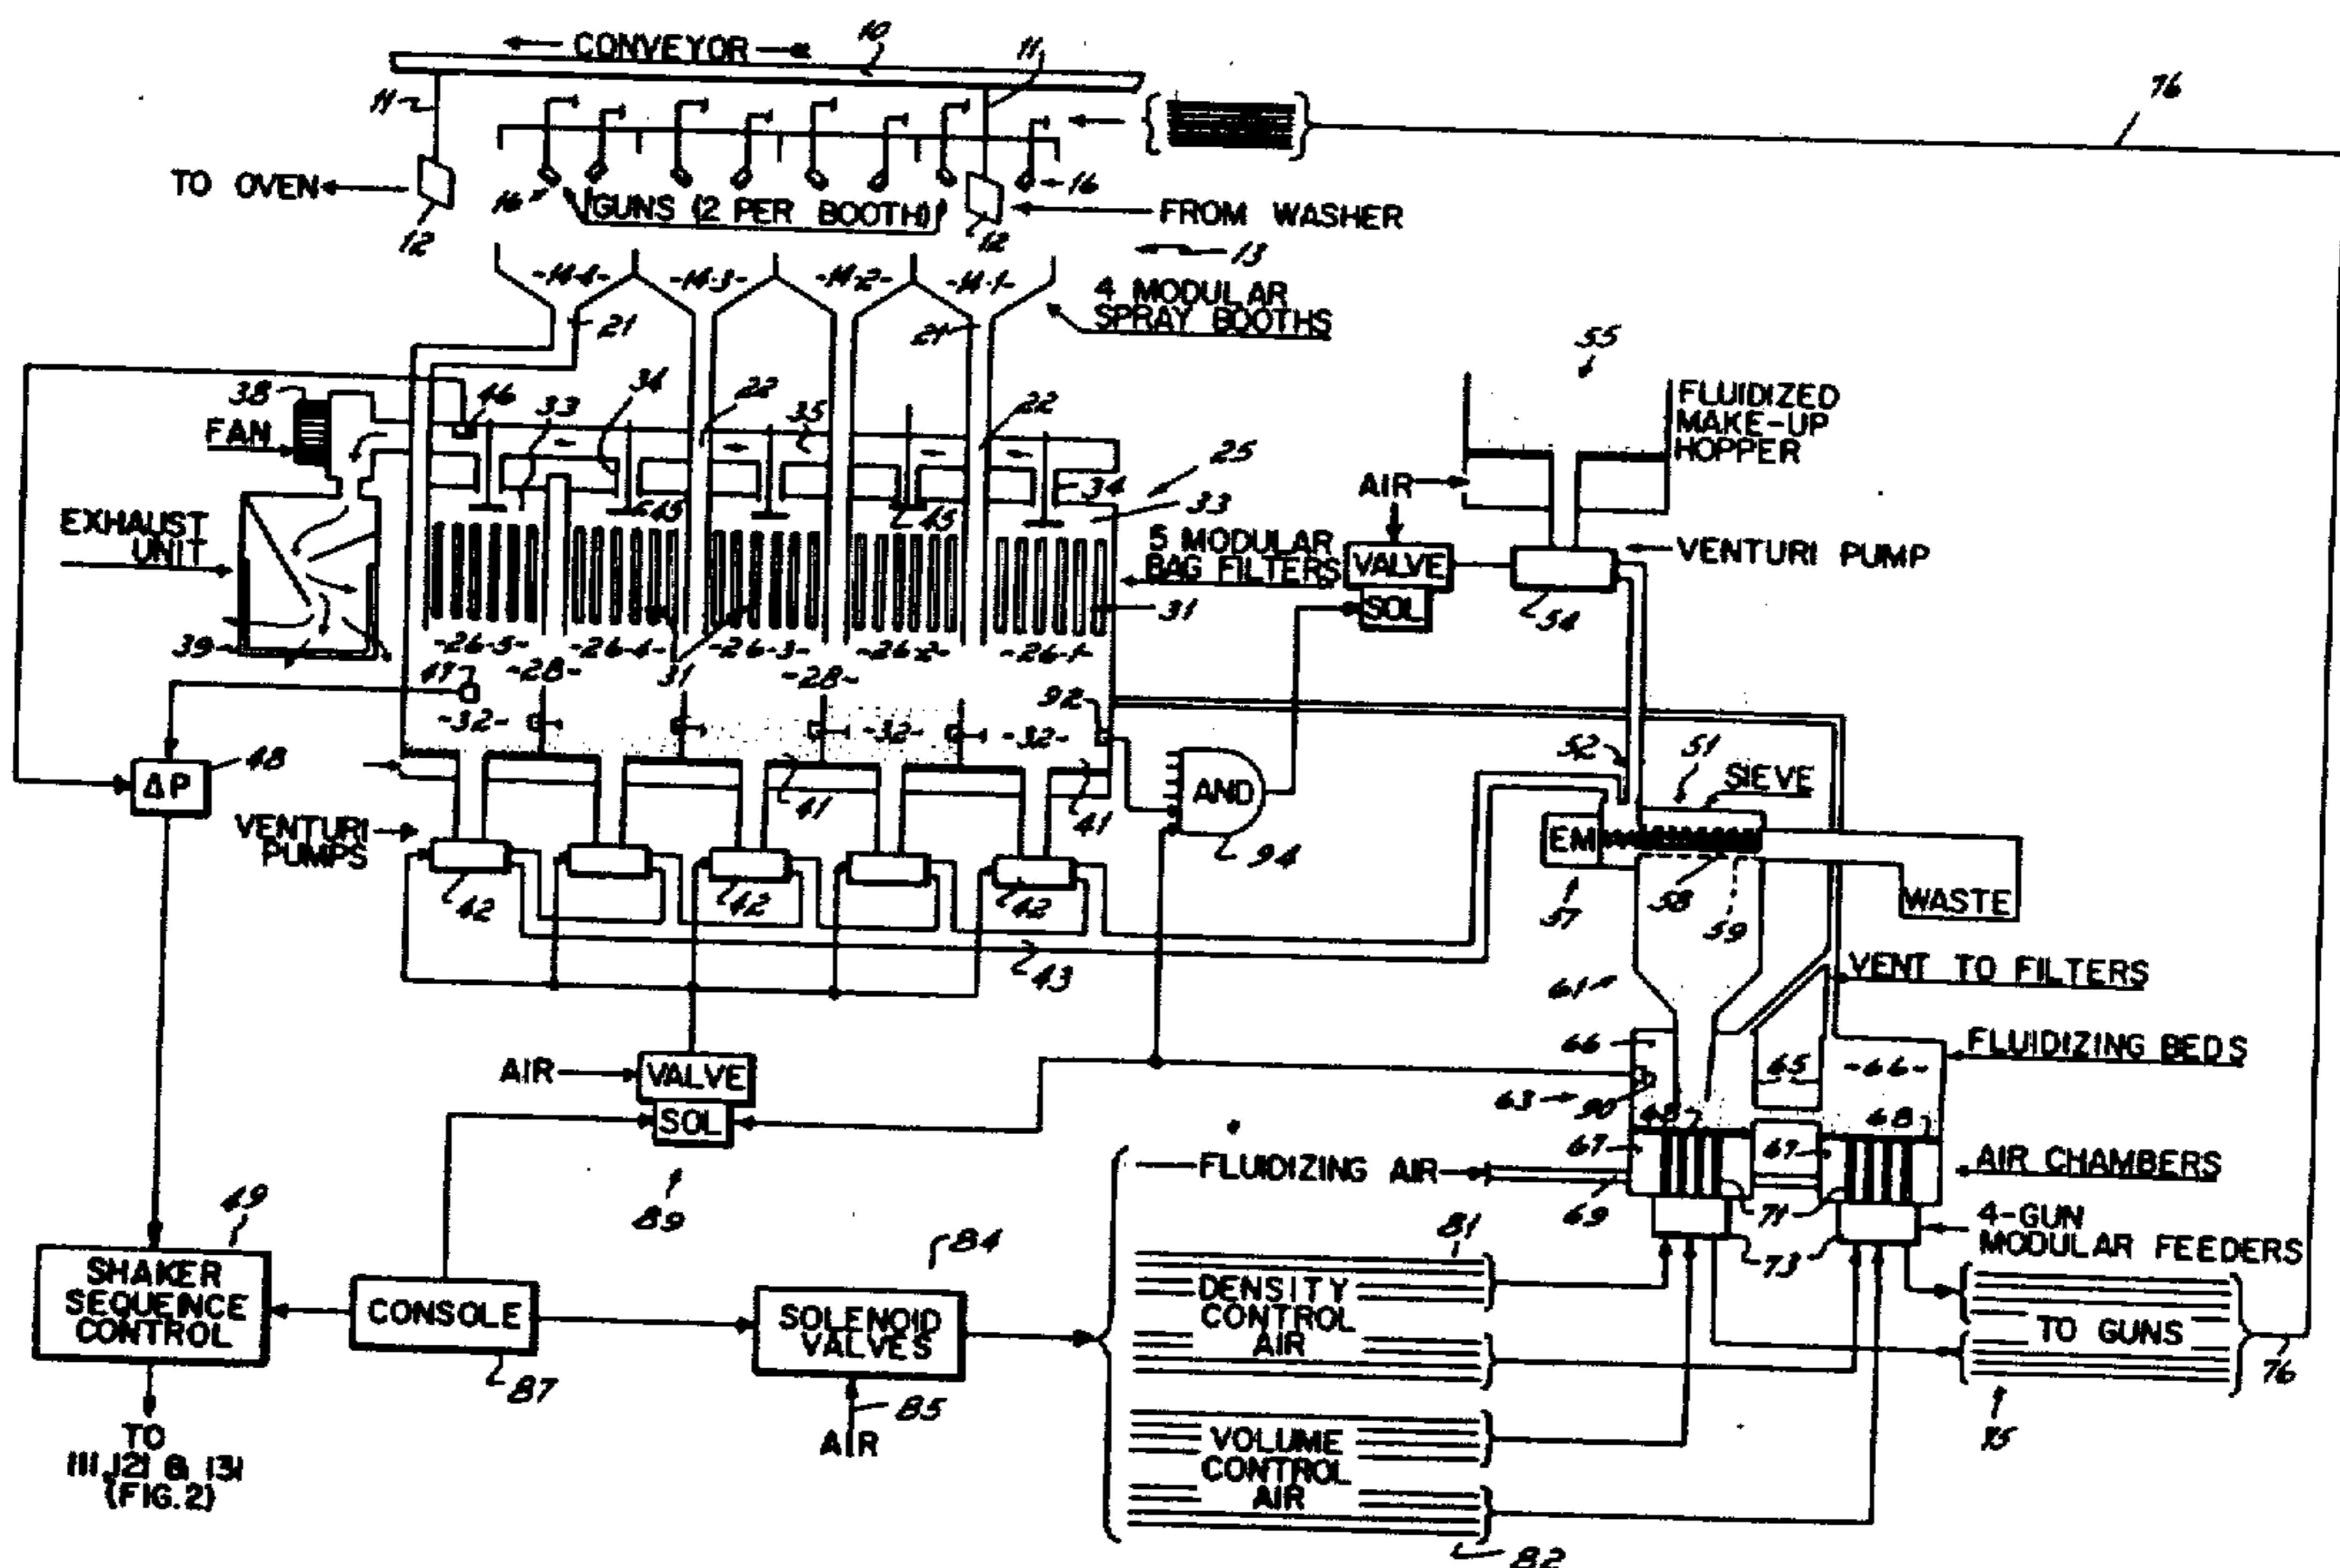 CONVEYOR
10
11
11
76
TO OVEN
16
GUNS (2 PER BOOTH)
16
12
12
FROM WASHER
13
-14-4-
-14-3-
-14-2-
-14-1-
4 MODULAR
SPRAY BOOTHS
21
21
55
38
46
33
34
22
35
22
FLUIDIZED
MAKE-UP
HOPPER
FAN
25
34
33
AIR
EXHAUST
UNIT
45
45
5 MODULAR
BAG FILTERS
VALVE
SOL
VENTURI PUMP
54
31
39
-26-5-
-26-4-
-26-3-
-26-2-
-26-1-
-28-
31
-28-
47
92
-32-
-32-
-32-
52
51
SIEVE
ΔP
48
AND
94
41
41
VENTURI
PUMPS
EM
42
42
42
57
58
59
WASTE
43
61
VENT TO FILTERS
66
65
-66-
FLUIDIZING BEDS
AIR
VALVE
SOL
63
90
68
68
89
FLUIDIZING AIR
67
67
AIR CHAMBERS
69
71
49
84
81
73
4-GUN
MODULAR FEEDERS
SHAKER
SEQUENCE
CONTROL
CONSOLE
87
SOLENOID
VALVES
DENSITY
CONTROL
AIR
TO GUNS
76
85
AIR
75
TO
111, 121 & 131
(FIG. 2)
VOLUME
CONTROL
AIR
82